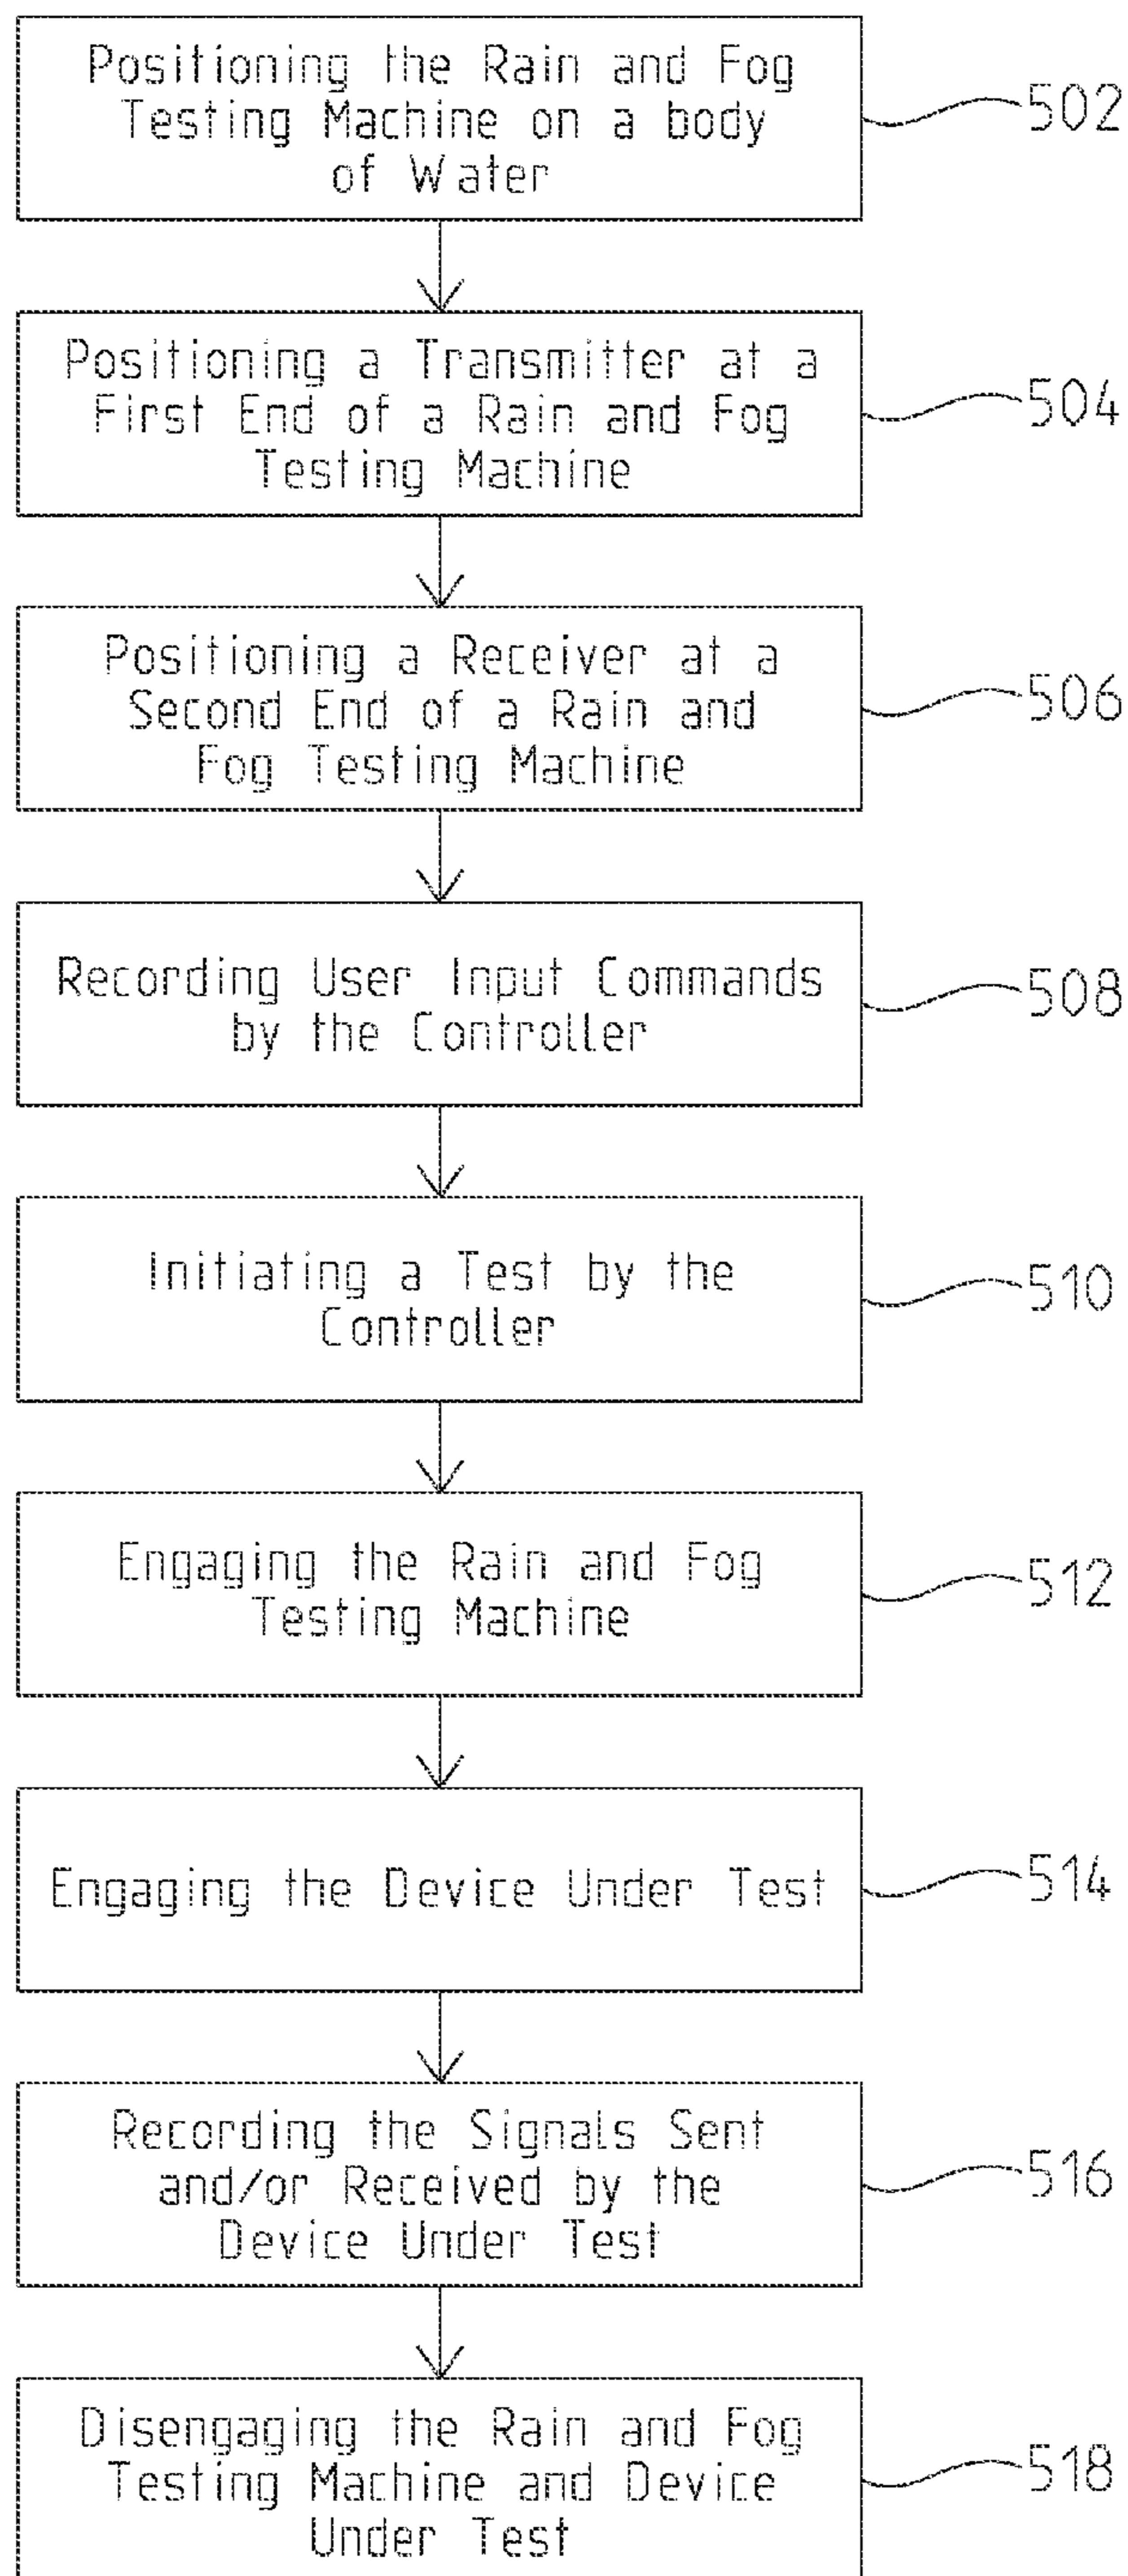 Positioning the Rain and Fog
Testing Machine on a body
of Water
502
Positioning a Transmitter at a
First End of a Rain and Fog
Testing Machine
504
Positioning a Receiver at a
Second End of a Rain and
Fog Testing Machine
506
Recording User Input Commands
by the Controller
508
Initiating a Test by the
Controller
510
Engaging the Rain and Fog
Testing Machine
512
Engaging the Device Under Test
514
Recording the Signals Sent
and/or Received by the
Device Under Test
516
Disengaging the Rain and Fog
Testing Machine and Device
Under Test
518